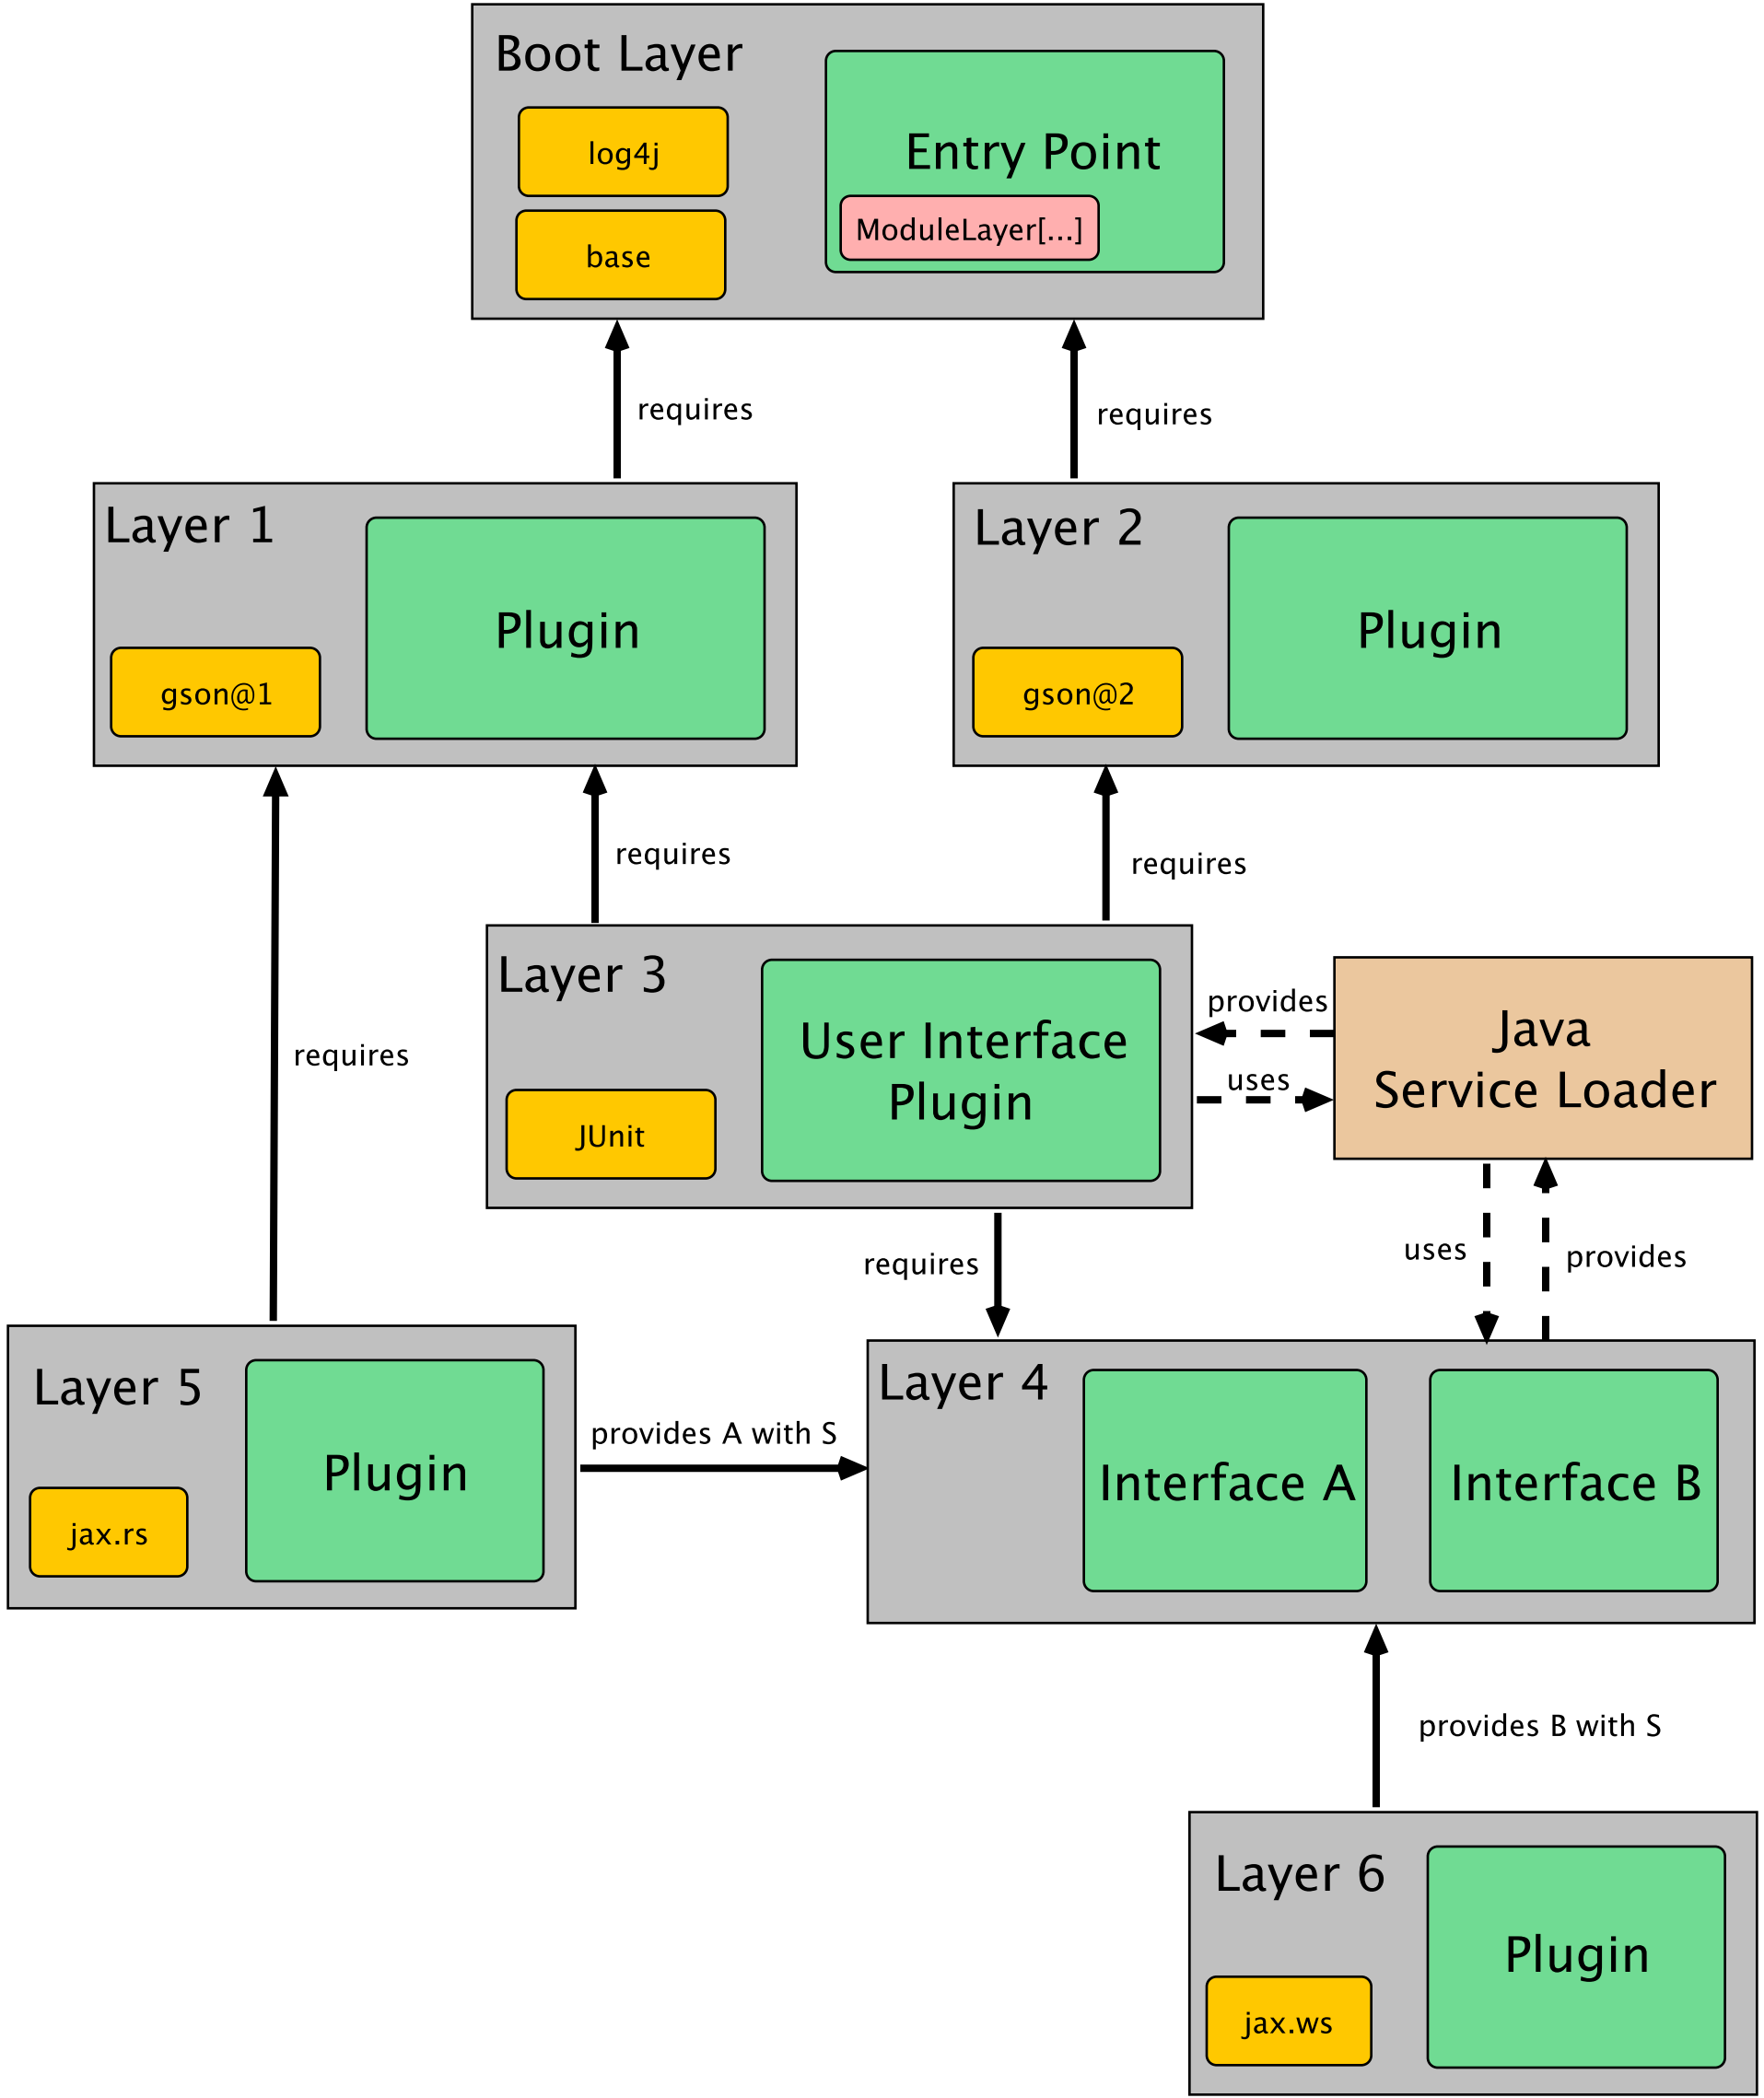 Boot Layer
log4j
base
Entry Point
ModuleLayer[...]
requires
requires
Layer 1
gson@1
Plugin
Layer 2
gson@2
Plugin
requires
requires
requires
Layer 3
JUnit
User Interface
Plugin
provides
uses
Java
Service Loader
requires
uses
provides
Layer 5
jax.rs
Plugin
provides A with S
Layer 4
Interface A
Interface B
provides B with S
Layer 6
jax.ws
Plugin